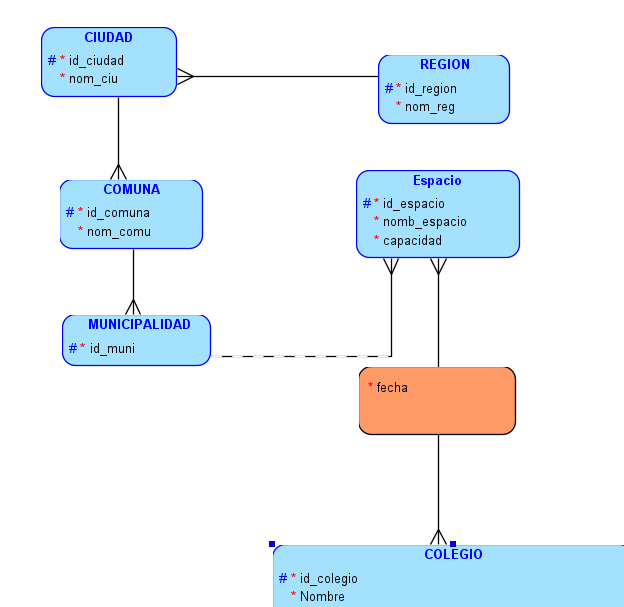 CIUDAD
# * id_ciudad
* nom_ciu
REGION
# * id_region
* nom_reg
COMUNA
# * id_comuna
* nom_comu
Espacio
# * id_espacio
* nomb_espacio
* capacidad
MUNICIPALIDAD
# * id_muni
* fecha
COLEGIO
# * id_colegio
* Nombre